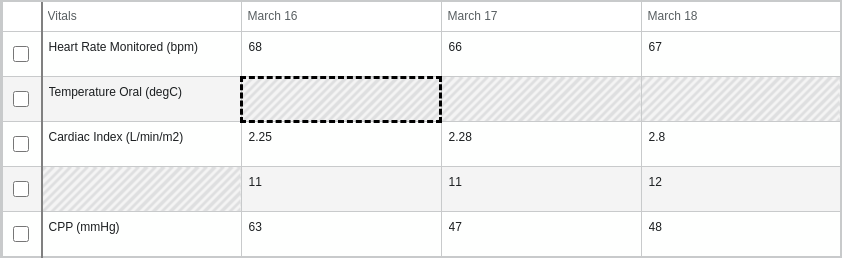 Vitals March 16 March 17 March 18
Heart Rate Monitored (bpm) 68 66 67
Temperature Oral (degC)
Cardiac Index (L/min/m2) 2.25 2.28 2.8
11 11 12
CPP (mmHg) 63 47 48